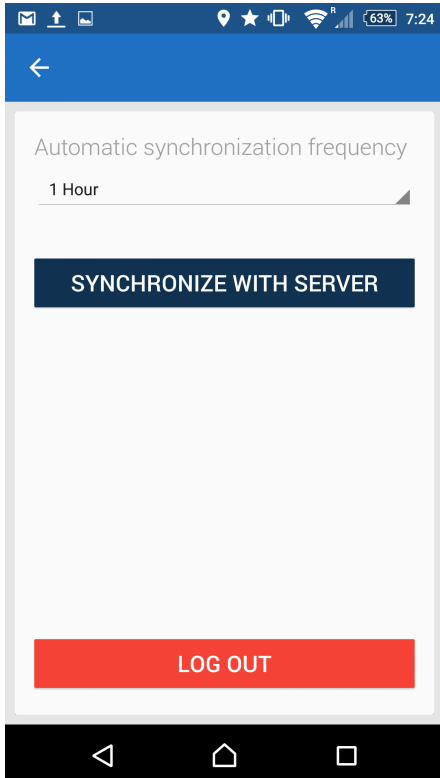 R
63% 7:24
Automatic synchronization frequency
1 Hour
SYNCHRONIZE WITH SERVER
LOG OUT